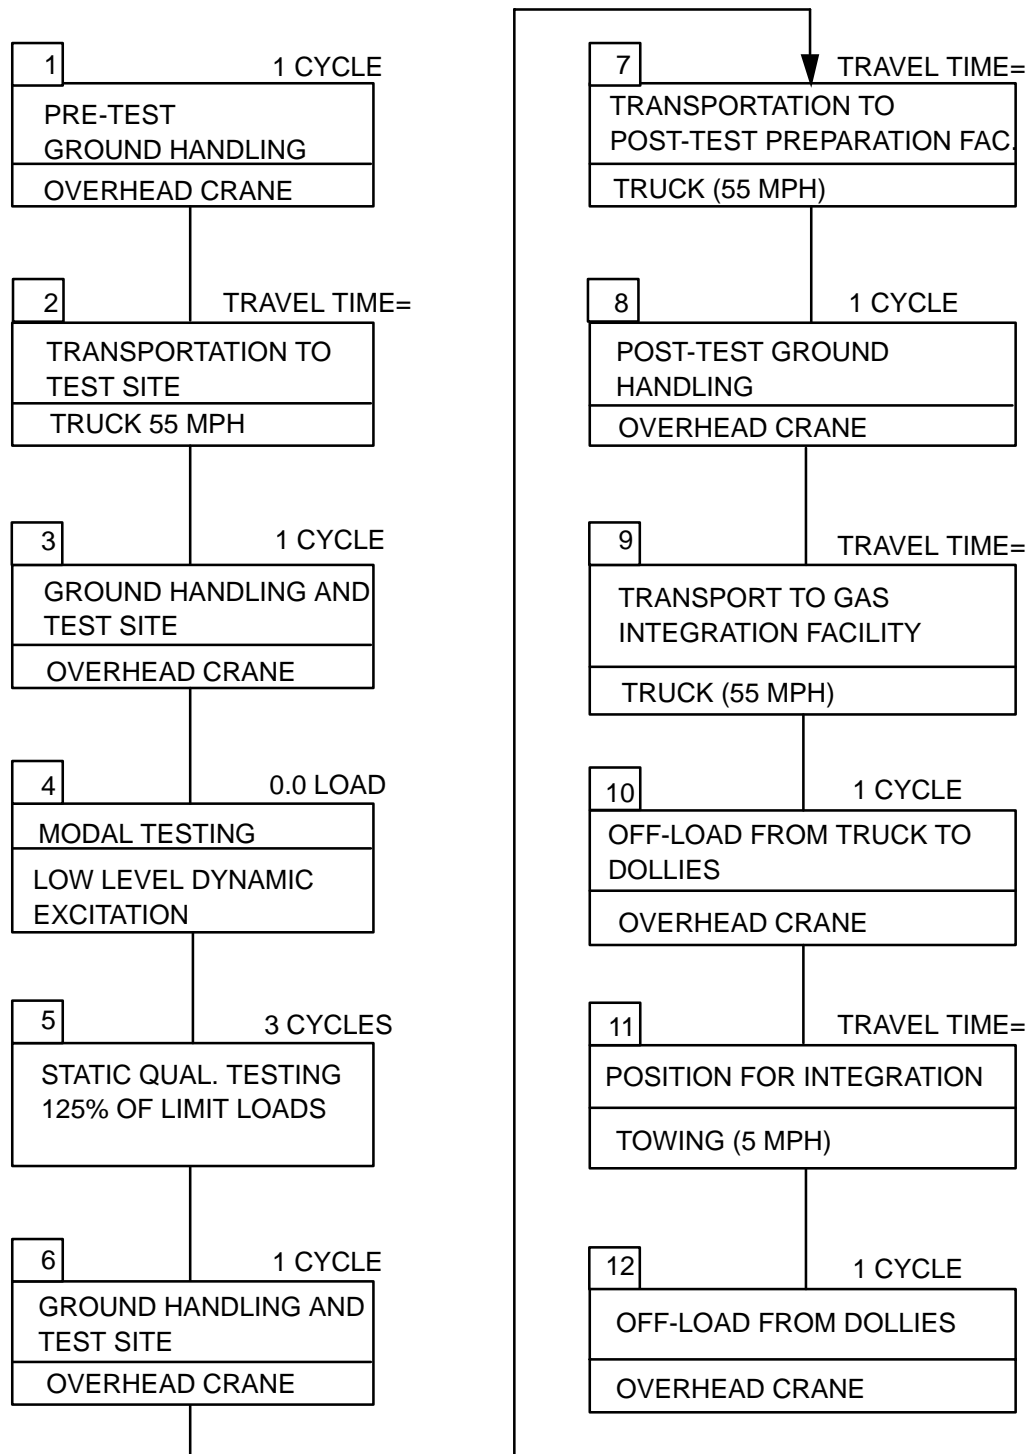 1
1 CYCLE
PRE-TEST
GROUND HANDLING
OVERHEAD CRANE
2
TRAVEL TIME=
TRANSPORTATION TO
TEST SITE
TRUCK 55 MPH
3
1 CYCLE
GROUND HANDLING AND
TEST SITE
OVERHEAD CRANE
4
0.0 LOAD
MODAL TESTING
LOW LEVEL DYNAMIC
EXCITATION
5
3 CYCLES
STATIC QUAL. TESTING
125% OF LIMIT LOADS
6
1 CYCLE
GROUND HANDLING AND
TEST SITE
OVERHEAD CRANE
7
TRAVEL TIME=
TRANSPORTATION TO
POST-TEST PREPARATION FAC.
TRUCK (55 MPH)
8
1 CYCLE
POST-TEST GROUND
HANDLING
OVERHEAD CRANE
9
TRAVEL TIME=
TRANSPORT TO GAS
INTEGRATION FACILITY
TRUCK (55 MPH)
10
1 CYCLE
OFF-LOAD FROM TRUCK TO
DOLLIES
OVERHEAD CRANE
11
TRAVEL TIME=
POSITION FOR INTEGRATION
TOWING (5 MPH)
12
1 CYCLE
OFF-LOAD FROM DOLLIES
OVERHEAD CRANE